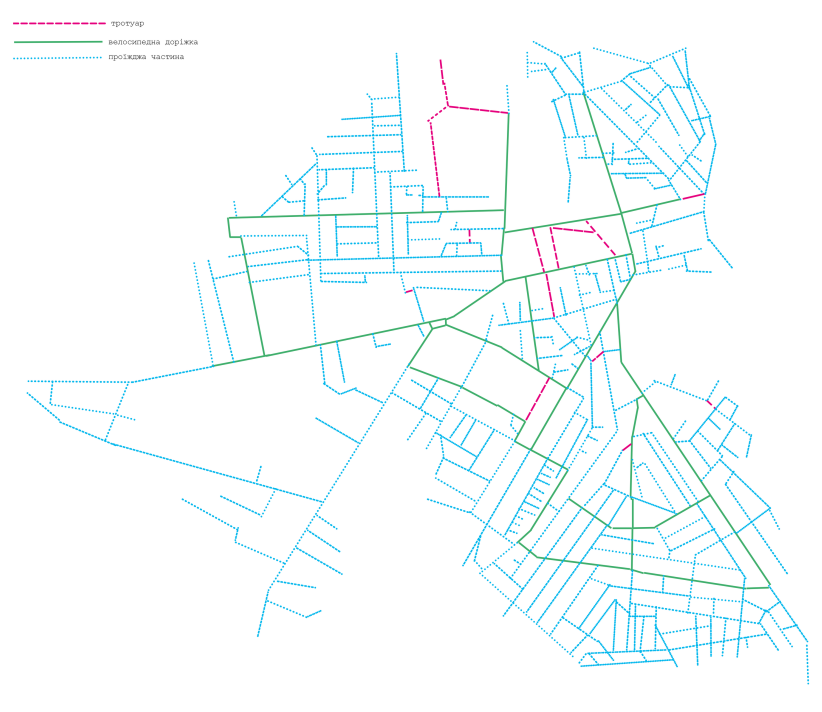 тротуар
велосипедна доріжка
проїжджа частина